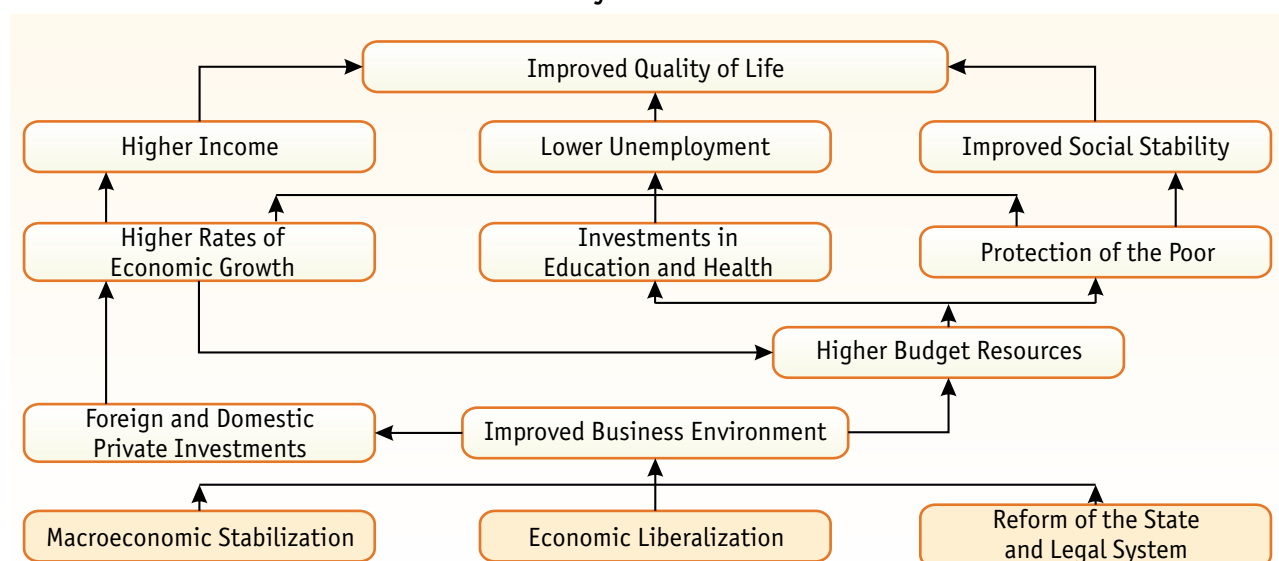 Improved Quality of Life
Higher Income
Lower Unemployment
Improved Social Stability
Higher Rates of
Economic Growth
Investments in
Education and Health
Protection of the Poor
Higher Budget Resources
Foreign and Domestic
Private Investments
Improved Business Environment
Macroeconomic Stabilization
Economic Liberalization
Reform of the State
and Legal System